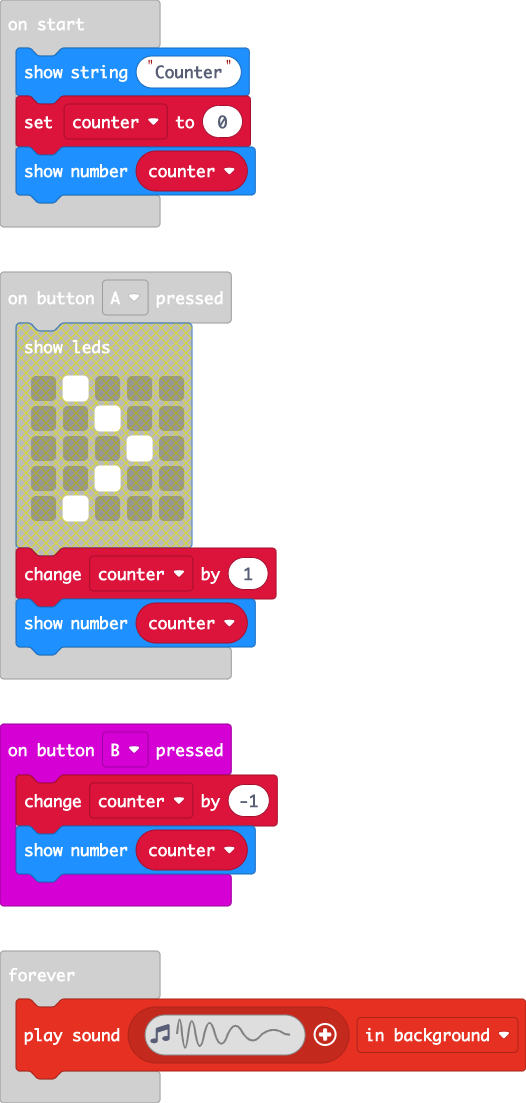 on start
show string "Counter"
set counter to 0
show number counter
on button A pressed
show leds
change counter by 1
show number counter
on button B pressed
change counter by -1
show number counter
forever
play sound in background